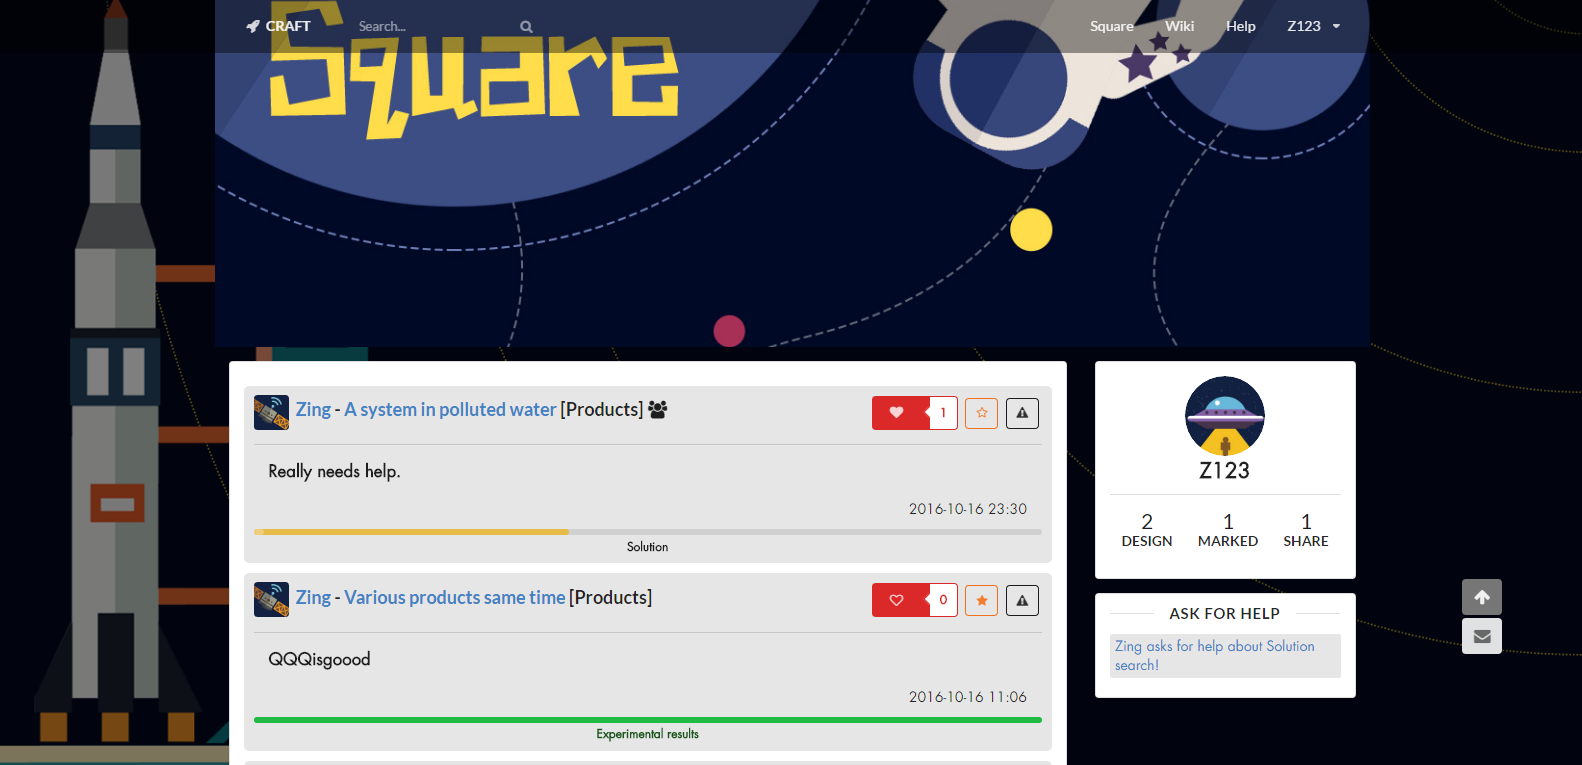 CRAFT
Search...
Square
Wiki
Help
Z123
Square
Zing - A system in polluted water [Products]
1
Really needs help.
2016-10-16 23:30
Solution
Zing - Various products same time [Products]
0
QQQisgoood
2016-10-16 11:06
Experimental results
Z123
2 1 1
DESIGN MARKED SHARE
ASK FOR HELP
Zing asks for help about Solution
search!